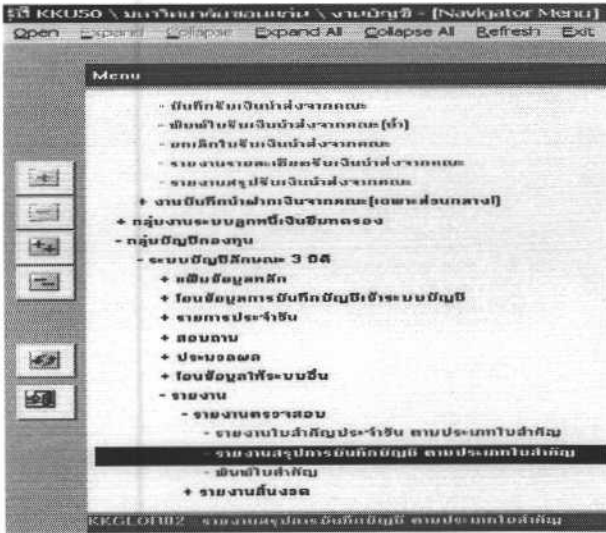 KKU50 \ มหาวิทยาลัยขอนแก่น \ งานบัญชี - [Navigator Menu]
Open Expand Collapse Expand All Collapse All Refresh Exit
Menu
- บันทึกรับเงินนำส่งจากคณะ
- พิมพ์ใบรับเงินนำส่งจากคณะ(ซ้ำ)
- ยกเลิกใบรับเงินนำส่งจากคณะ
- รายงานรายละเอียดรับเงินนำส่งจากคณะ
- รายงานสรุปรับเงินนำส่งจากคณะ
+ งานบันทึกนำฝากเงินจากคณะ(เฉพาะส่วนกลาง!)
+ กลุ่มงานระบบลูกหนี้เงินยืมทดรอง
- กลุ่มบัญชีกองทุน
- ระบบบัญชีลักษณะ 3 มิติ
+ แฟ้มข้อมูลหลัก
+ โอนข้อมูลการบันทึกบัญชีเข้าระบบบัญชี
+ รายการประจำวัน
+ สอบถาม
+ ประมวลผล
+ โอนข้อมูลให้ระบบอื่น
- รายงาน
- รายงานตรวจสอบ
- รายงานใบสำคัญประจำวัน ตามประเภทใบสำคัญ
- รายงานสรุปการบันทึกบัญชี ตามประเภทใบสำคัญ
- พิมพ์ใบสำคัญ
+ รายงานสิ้นงวด
รายงานสรุปการบันทึกบัญชี ตามประเภทใบสำคัญ